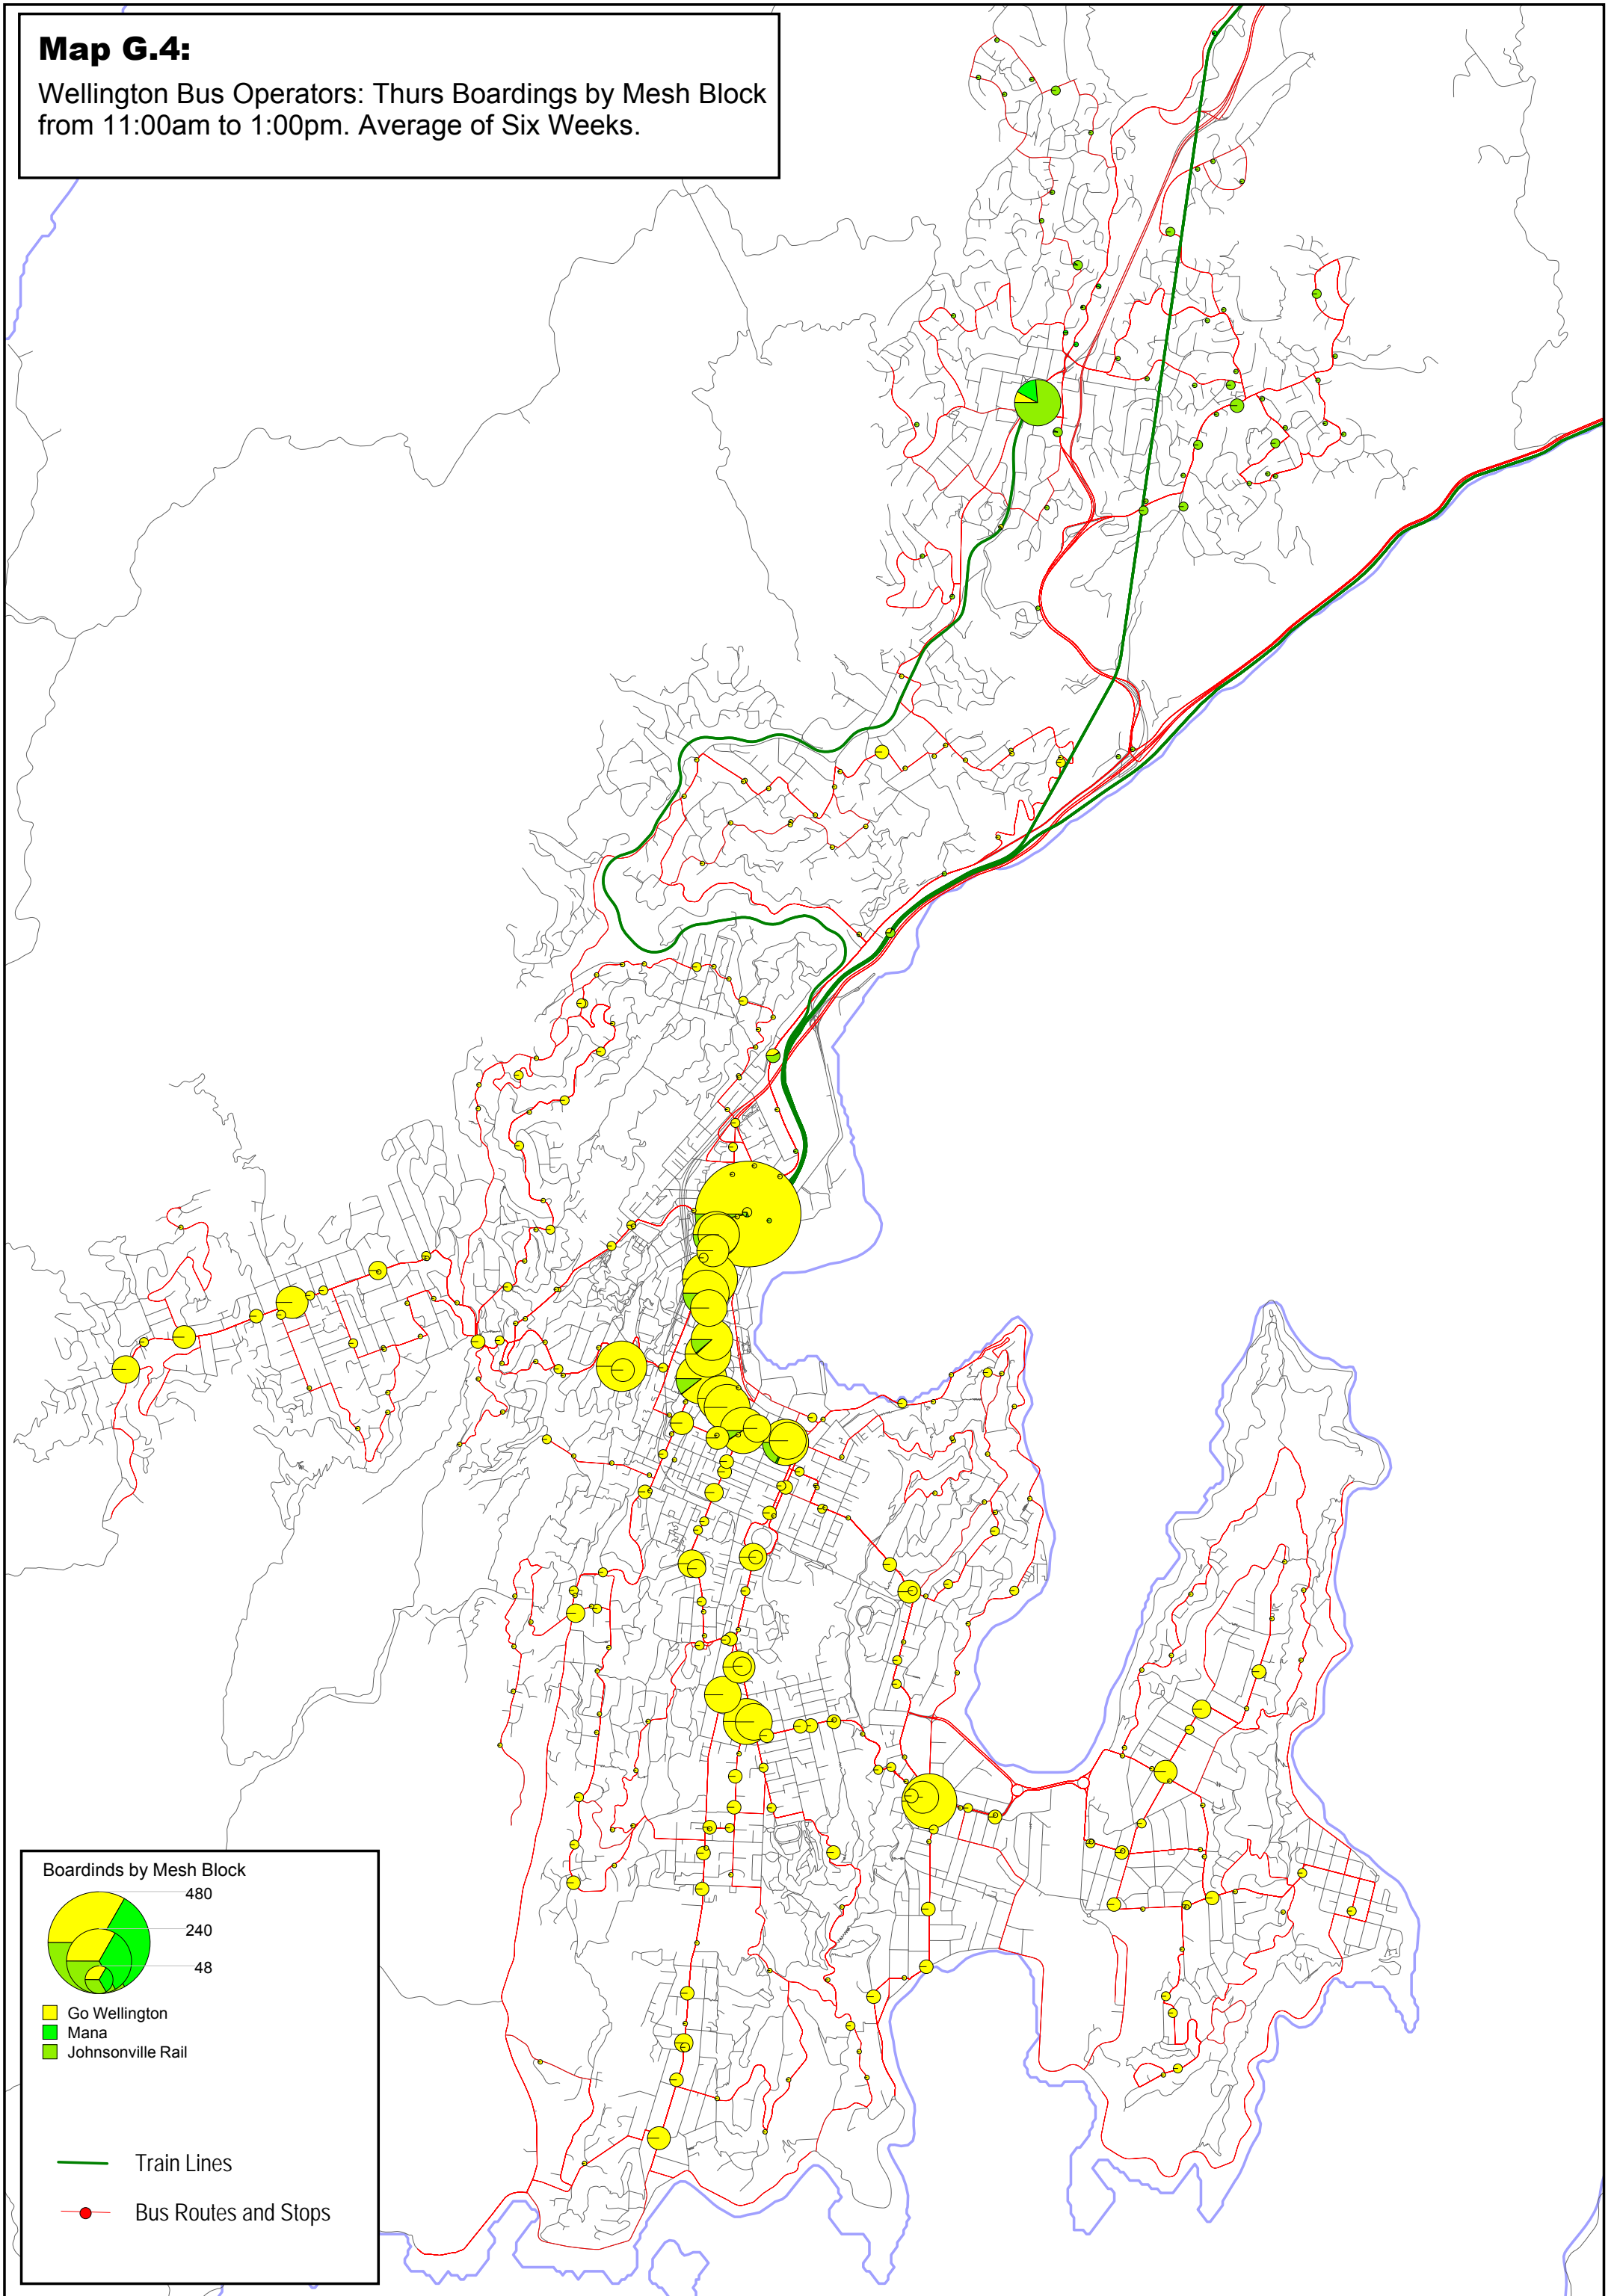 Map G.4:
Wellington Bus Operators: Thurs Boardings by Mesh Block
from 11:00am to 1:00pm. Average of Six Weeks.
Boardinds by Mesh Block
480
240
48
Go Wellington
Mana
Johnsonville Rail
Train Lines
Bus Routes and Stops